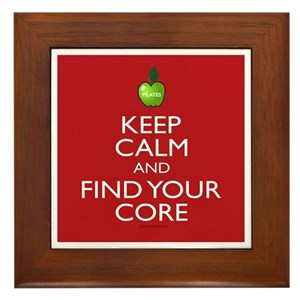 PILATES
KEEP
CALM
AND
FIND YOUR
CORE